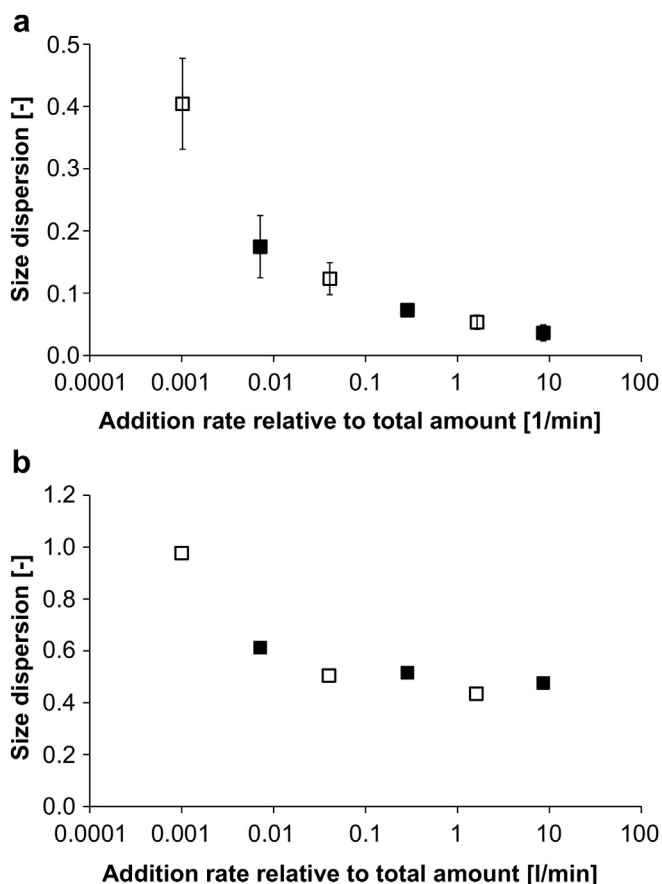 a
Size dispersion [-]
0.5
0.4
0.3
0.2
0.1
0.0
0.0001 0.001 0.01 0.1 1 10 100
Addition rate relative to total amount [1/min]
b
Size dispersion [-]
1.2
1.0
0.8
0.6
0.4
0.2
0.0
0.0001 0.001 0.01 0.1 1 10 100
Addition rate relative to total amount [l/min]